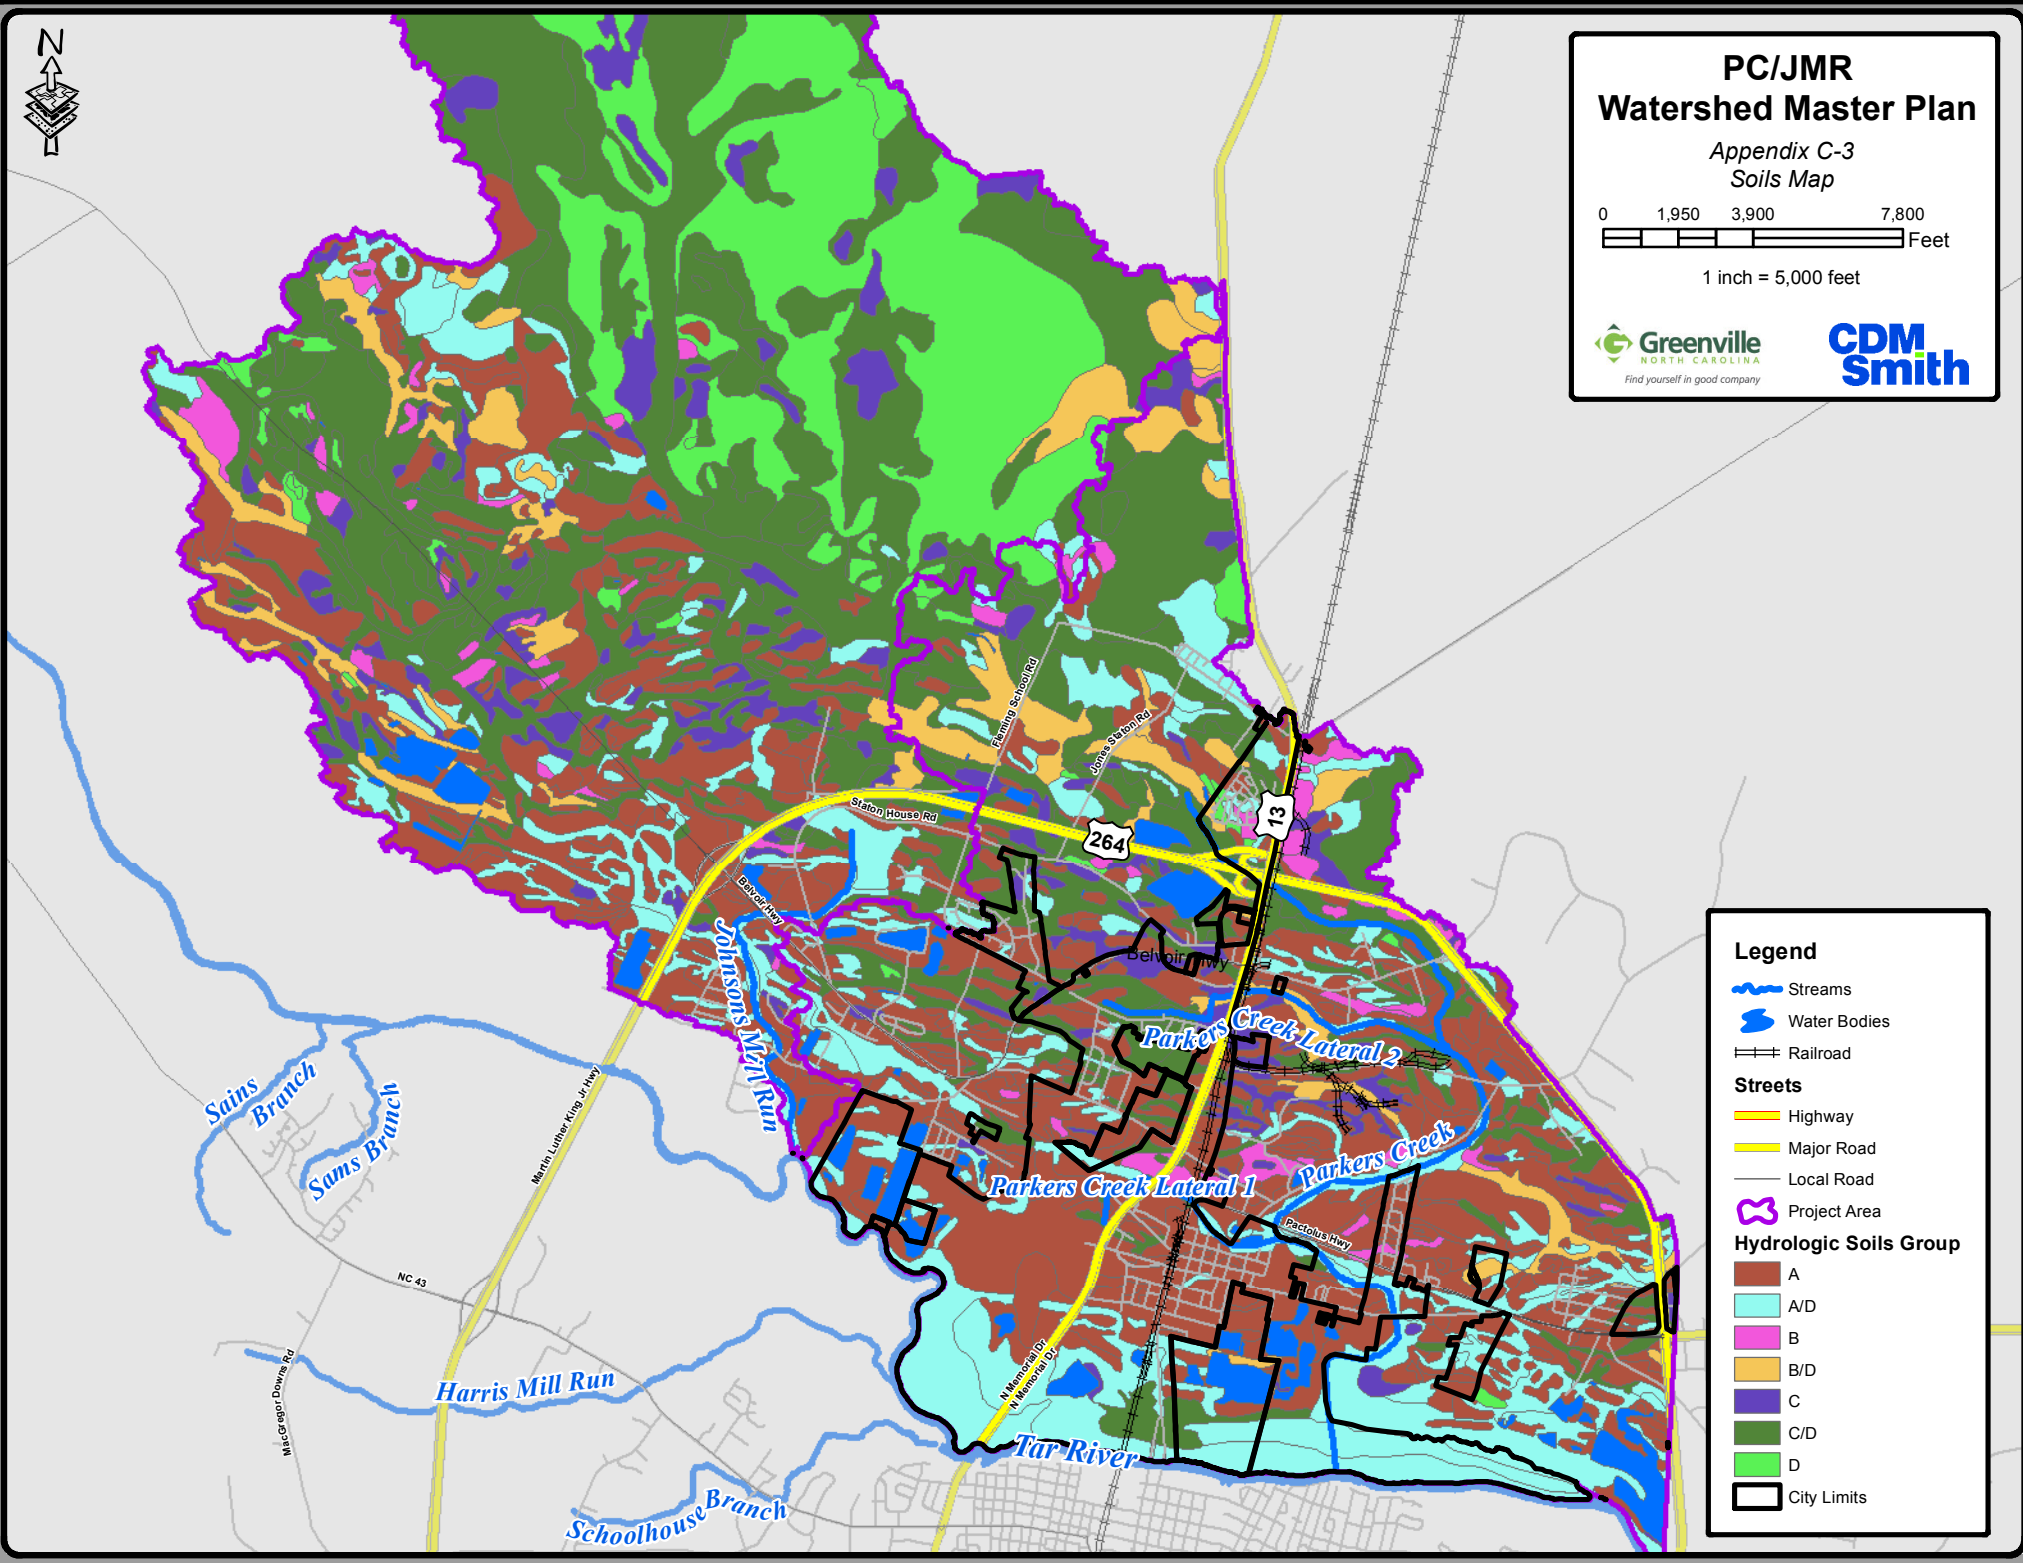 N
PC/JMR
Watershed Master Plan
Appendix C-3
Soils Map
0 1,950 3,900 7,800
Feet
1 inch = 5,000 feet
Greenville
NORTH CAROLINA
Find yourself in good company
CDM
Smith
Fleming School Rd
Jones Staton Rd
Staton House Rd
264
13
Belvoir Hwy
Belvoir Hwy
Johnsons Mill Run
Parkers Creek Lateral 2
Sains
Branch
Sams Branch
Martin Luther King Jr Hwy
Parkers Creek
Parkers Creek Lateral 1
Pactolus Hwy
NC 43
MacGregor Downs Rd
Harris Mill Run
N Memorial Dr
N Memorial Dr
Tar River
Schoolhouse Branch
Legend
Streams
Water Bodies
Railroad
Streets
Highway
Major Road
Local Road
Project Area
Hydrologic Soils Group
A
A/D
B
B/D
C
C/D
D
City Limits